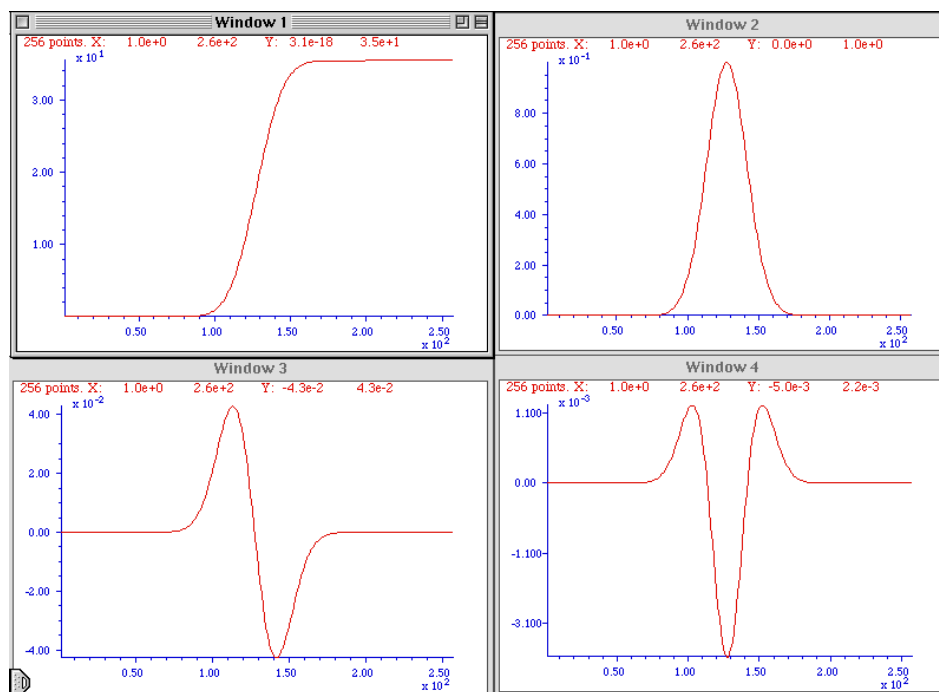 Window 1
256 points. X: 1.0e+0 2.6e+2 Y: 3.1e-18 3.5e+1
x 10^1
3.00
2.00
1.00
0.50 1.00 1.50 2.00 2.50
x 10^2
Window 2
256 points. X: 1.0e+0 2.6e+2 Y: 0.0e+0 1.0e+0
x 10^-1
8.00
6.00
4.00
2.00
0.00
0.50 1.00 1.50 2.00 2.50
x 10^2
Window 3
256 points. X: 1.0e+0 2.6e+2 Y: -4.3e-2 4.3e-2
x 10^-2
4.00
2.00
0.00
-2.00
-4.00
0.50 1.00 1.50 2.00 2.50
x 10^2
Window 4
256 points. X: 1.0e+0 2.6e+2 Y: -5.0e-3 2.2e-3
x 10^-3
1.100
0.00
-1.100
-3.100
0.50 1.00 1.50 2.00 2.50
x 10^2